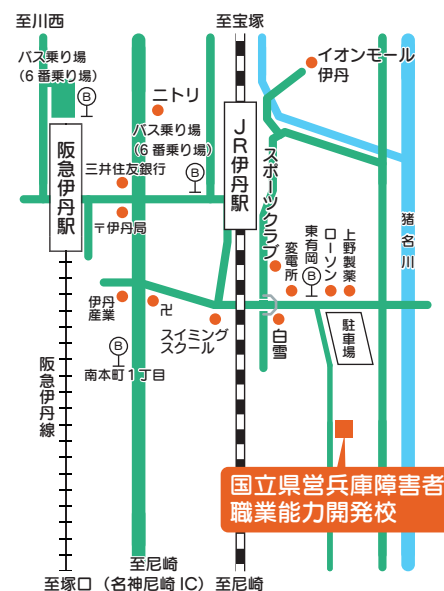 至川西
至宝塚
バス乗り場
(6番乗り場)
B
イオンモール
伊丹
ニトリ
バス乗り場
(6番乗り場)
B
阪急伊丹駅
三井住友銀行
〒伊丹局
JR伊丹駅
スポーツクラブ
変電所
東有岡
B
ローソン
上野製薬
猪名川
伊丹
産業
卍
スイミング
スクール
白雪
駐車場
B
南本町1丁目
阪急伊丹線
国立県営兵庫障害者
職業能力開発校
至尼崎
至塚口
(名神尼崎IC)
至尼崎